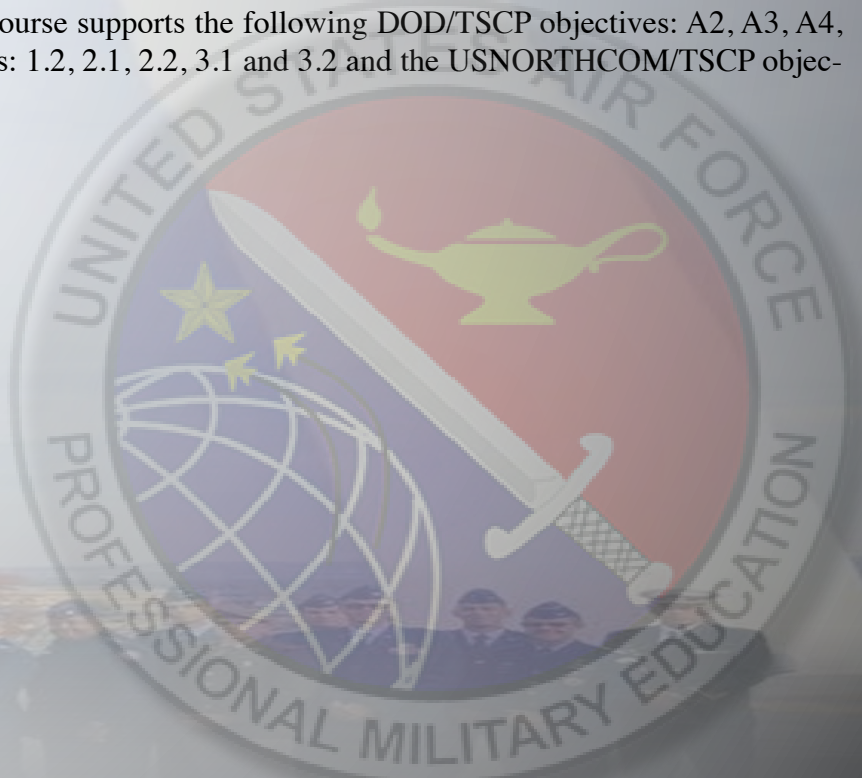 ourse supports the following DOD/TSCP objectives: A2, A3, A4,
s: 1.2, 2.1, 2.2, 3.1 and 3.2 and the USNORTHCOM/TSCP objec-
UNITED STATES AIR FORCE
PROFESSIONAL MILITARY EDUCATION